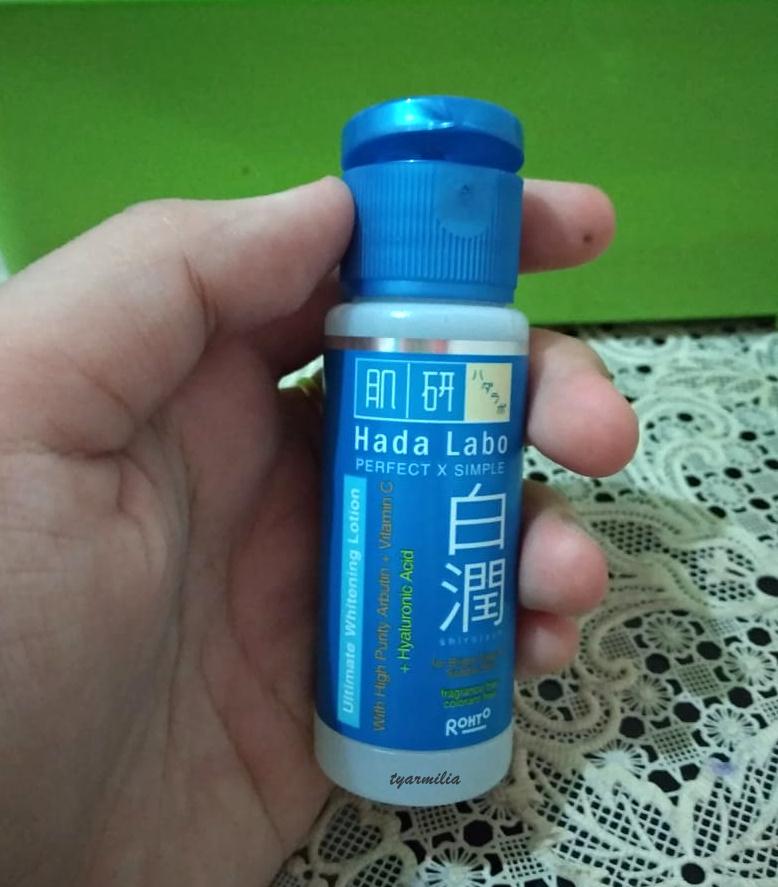 肌研 ハダラボ
Hada Labo
PERFECT X SIMPLE
Ultimate Whitening Lotion
With High Purity Arbutin + Vitamin C
+ Hyaluronic Acid
白潤
shirojyun
fragrance free
colorant free
ROHTO
tyarmilia